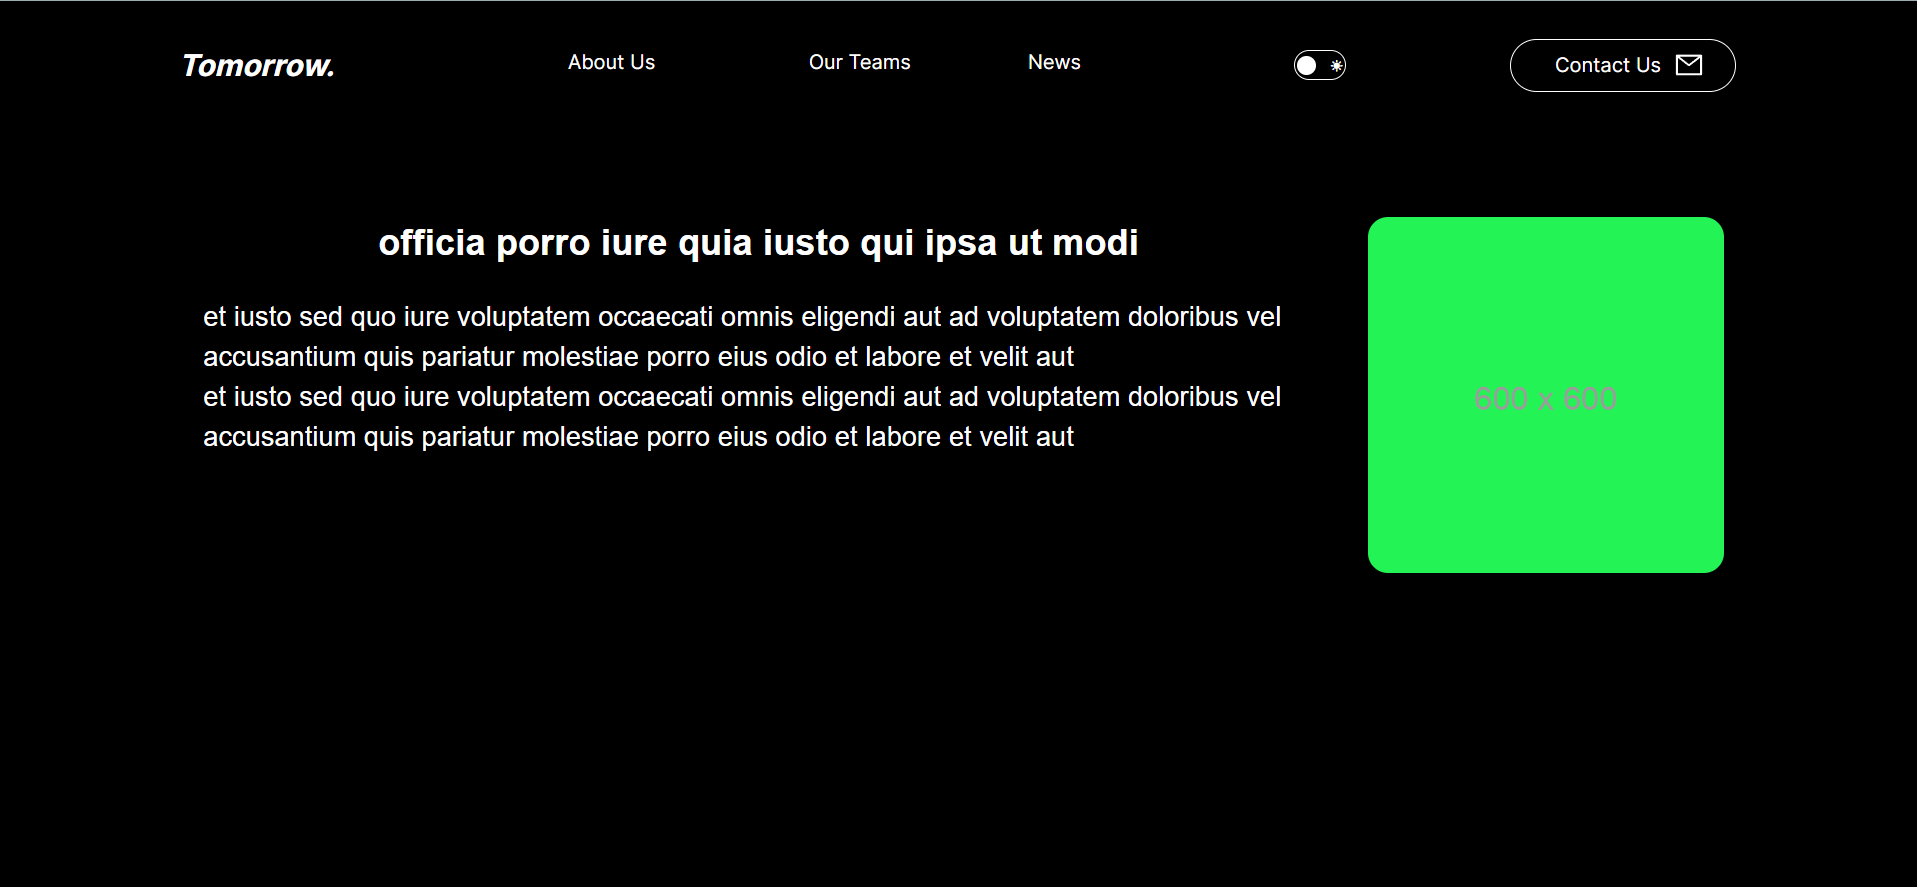 Tomorrow.
About Us
Our Teams
News
Contact Us
officia porro iure quia iusto qui ipsa ut modi
et iusto sed quo iure voluptatem occaecati omnis eligendi aut ad voluptatem doloribus vel
accusantium quis pariatur molestiae porro eius odio et labore et velit aut
et iusto sed quo iure voluptatem occaecati omnis eligendi aut ad voluptatem doloribus vel
accusantium quis pariatur molestiae porro eius odio et labore et velit aut
600 x 600